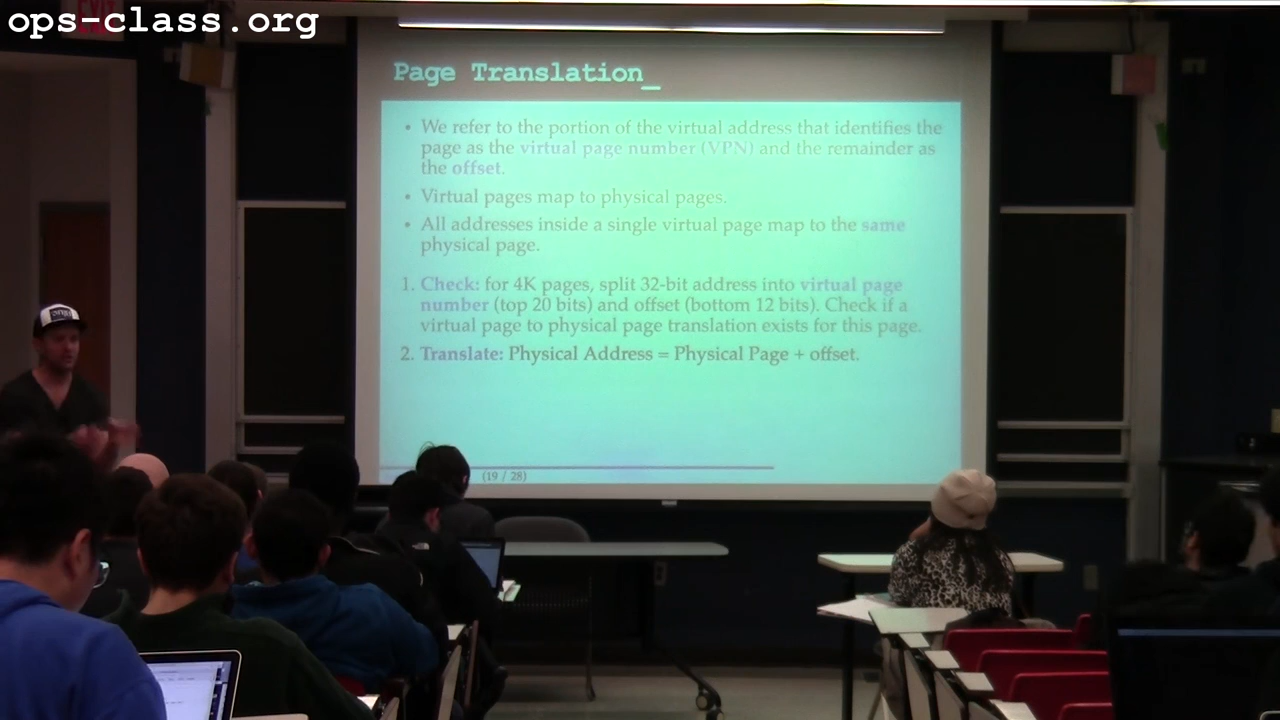 ops-class.org
EXIT
Page Translation_
• We refer to the portion of the virtual address that identifies the
page as the virtual page number (VPN) and the remainder as
the offset.
• Virtual pages map to physical pages.
• All addresses inside a single virtual page map to the same
physical page.
1. Check: for 4K pages, split 32-bit address into virtual page
number (top 20 bits) and offset (bottom 12 bits). Check if a
virtual page to physical page translation exists for this page.
2. Translate: Physical Address = Physical Page + offset.
(19 / 28)